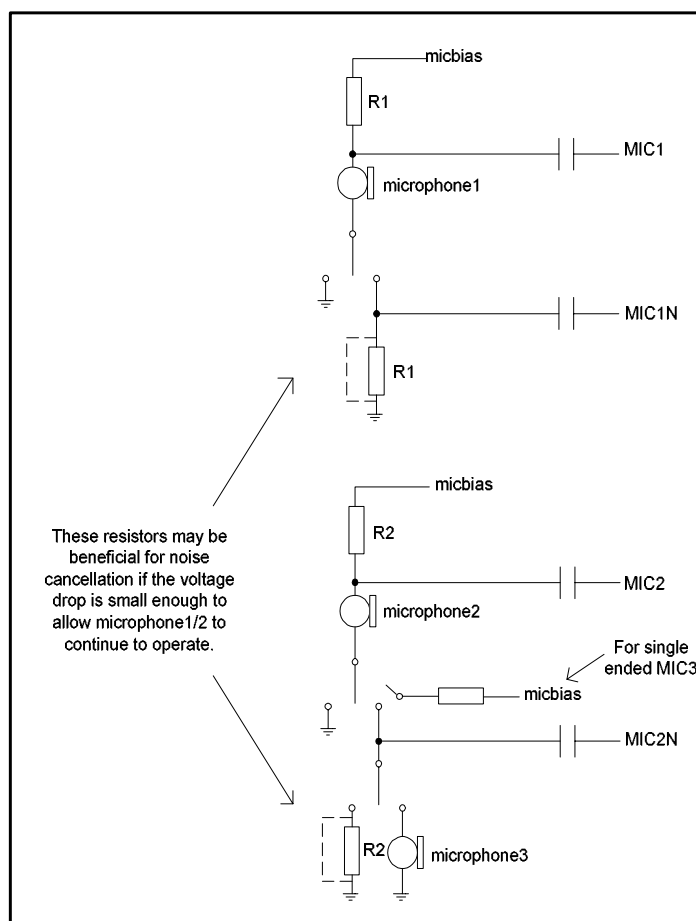 micbias
R1
MIC1
microphone1
MIC1N
R1
micbias
R2
These resistors may be
beneficial for noise
cancellation if the voltage
drop is small enough to
allow microphone1/2 to
continue to operate.
MIC2
microphone2
For single
ended MIC3
micbias
MIC2N
R2
microphone3